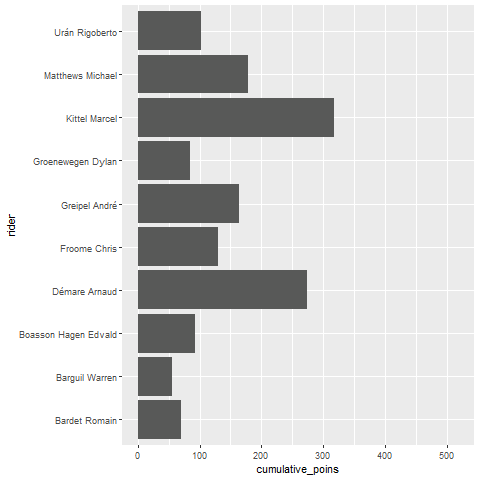 Urán Rigoberto
Matthews Michael
Kittel Marcel
Groenewegen Dylan
Greipel André
Froome Chris
Démare Arnaud
Boasson Hagen Edvald
Barguil Warren
Bardet Romain
rider
0 100 200 300 400 500
cumulative_poins